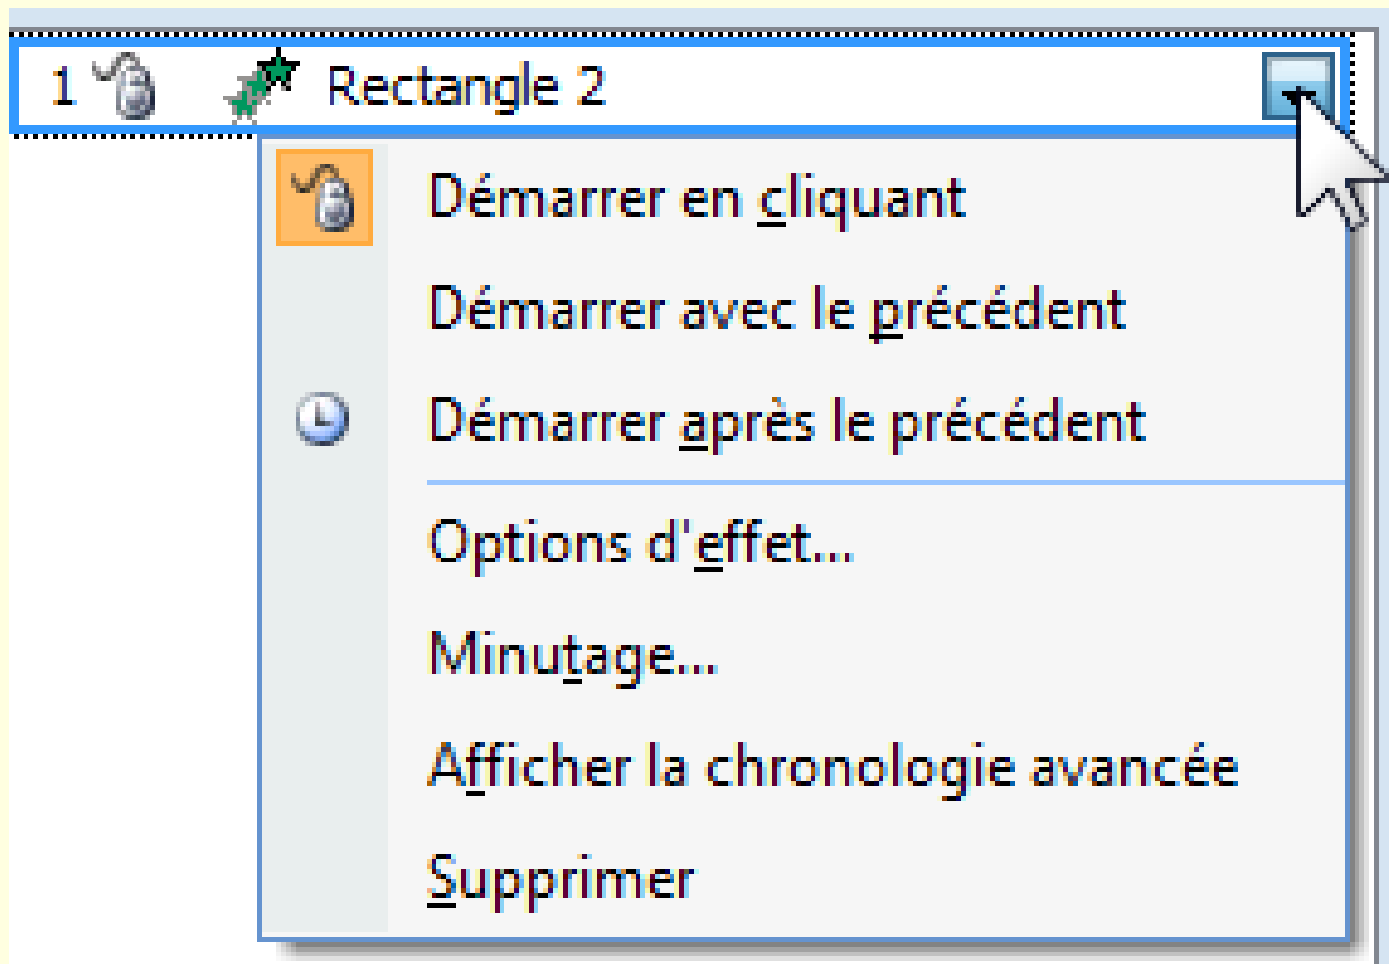 1 Rectangle 2
Démarrer en cliquant
Démarrer avec le précédent
Démarrer après le précédent
Options d'effet...
Minutage...
Afficher la chronologie avancée
Supprimer